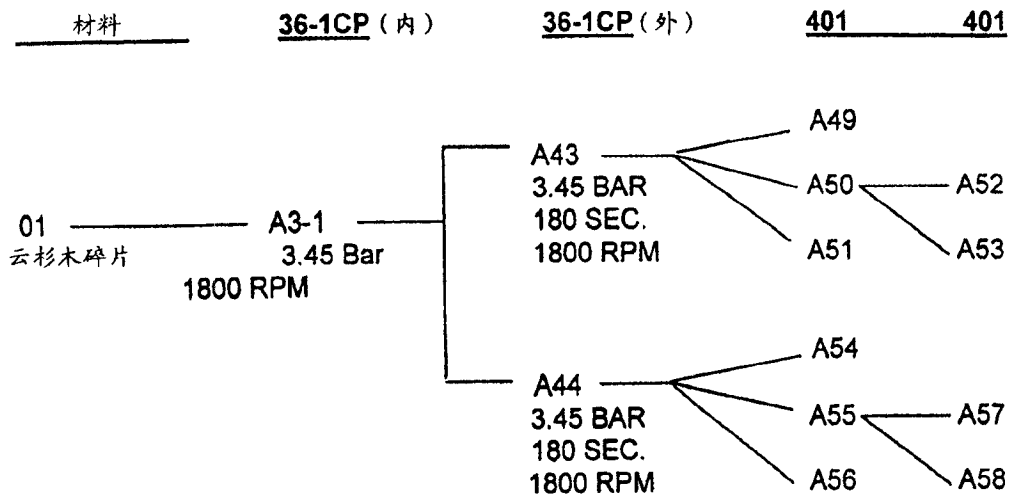 材料 36-1CP（内） 36-1CP（外） 401 401
A49
A43
3.45 BAR
180 SEC.
1800 RPM
A50 A52
A51 A53
01
云杉木碎片
A3-1
3.45 Bar
1800 RPM
A54
A44
3.45 BAR
180 SEC.
1800 RPM
A55 A57
A56 A58